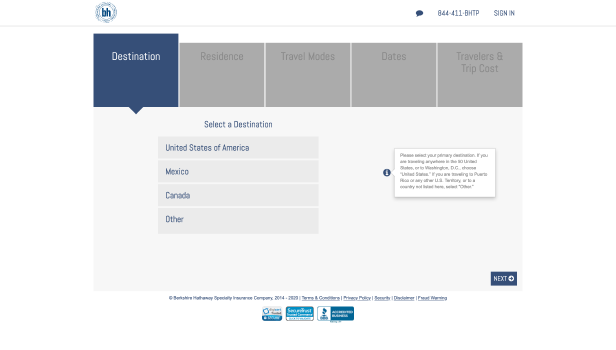 bh
844-411-BHTP
SIGN IN
Destination
Residence
Travel Modes
Dates
Travelers &
Trip Cost
Select a Destination
United States of America
Mexico
Canada
Other
Please select your primary destination. If you
are traveling anywhere in the 50 United
States, or to Washington, D.C., choose
"United States." If you are traveling to Puerto
Rico or any other U.S. Territory, or to a
country not listed here, select "Other."
NEXT
© Berkshire Hathaway Specialty Insurance Company, 2014 - 2020 | Terms & Conditions | Privacy Policy | Security | Disclaimer | Fraud Warning
SecureTrust
Trusted Commerce
ACCREDITED
BUSINESS